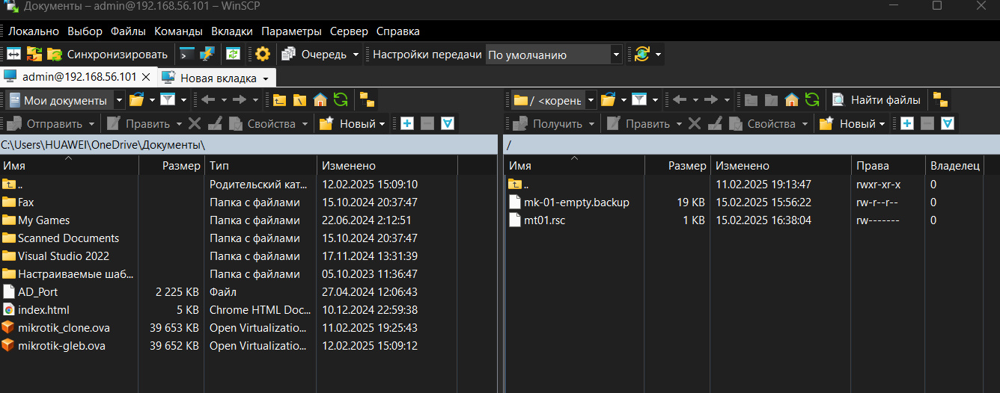 Документы – admin@192.168.56.101 – WinSCP
Локально Выбор Файлы Команды Вкладки Параметры Сервер Справка
Синхронизировать Очередь Настройки передачи По умолчанию
admin@192.168.56.101 Новая вкладка
Мои документы / <корень Найти файлы
Отправить Править Свойства Новый Получить Править Свойства Новый
C:\Users\HUAWEI\OneDrive\Документы\ /
Имя Размер Тип Изменено Имя Размер Изменено Права Владелец
.. Родительский кат... 12.02.2025 15:09:10 .. 11.02.2025 19:13:47 rwxr-xr-x 0
Fax Папка с файлами 15.10.2024 20:37:47 mk-01-empty.backup 19 KB 15.02.2025 15:56:22 rw-r--r-- 0
My Games Папка с файлами 22.06.2024 2:12:51 mt01.rsc 1 KB 15.02.2025 16:38:04 rw------- 0
Scanned Documents Папка с файлами 15.10.2024 20:37:47
Visual Studio 2022 Папка с файлами 17.11.2024 13:31:39
Настраиваемые шаб... Папка с файлами 05.10.2023 11:36:47
AD_Port 2 225 KB Файл 27.04.2024 12:06:43
index.html 5 KB Chrome HTML Doc... 10.12.2024 22:59:38
mikrotik_clone.ova 39 653 KB Open Virtualizatio... 11.02.2025 19:25:43
mikrotik-gleb.ova 39 652 KB Open Virtualizatio... 12.02.2025 15:09:12